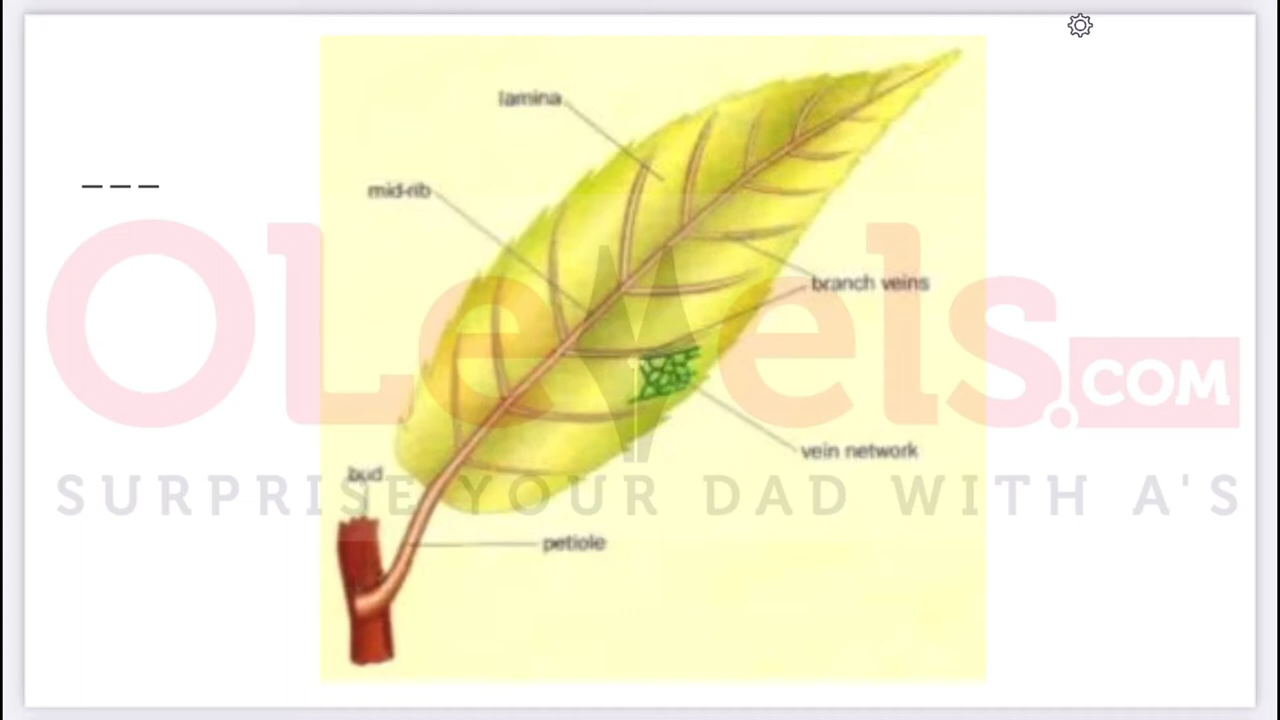 lamina
mid-rib
branch veins
OLevels.COM
vein network
bud
SURPRISE YOUR DAD WITH A'S
petiole